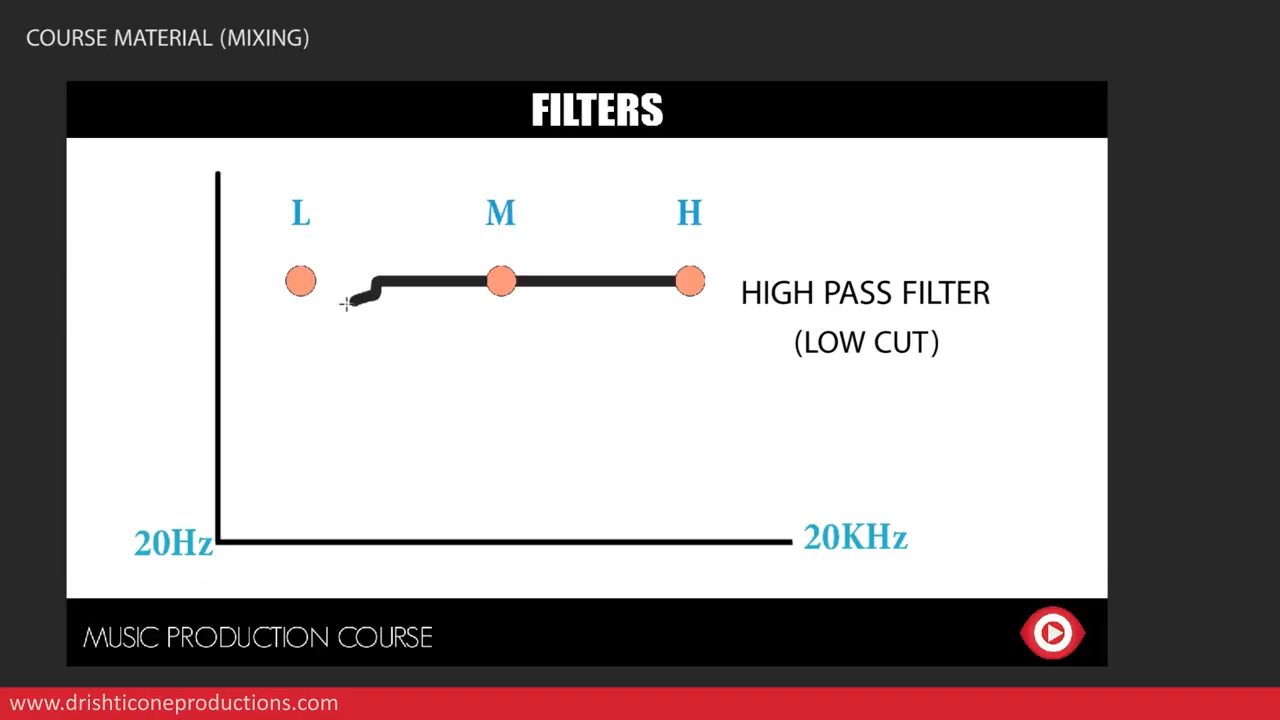 COURSE MATERIAL (MIXING)
FILTERS
L M H
HIGH PASS FILTER
(LOW CUT)
20Hz 20KHz
MUSIC PRODUCTION COURSE
www.drishticoneproductions.com